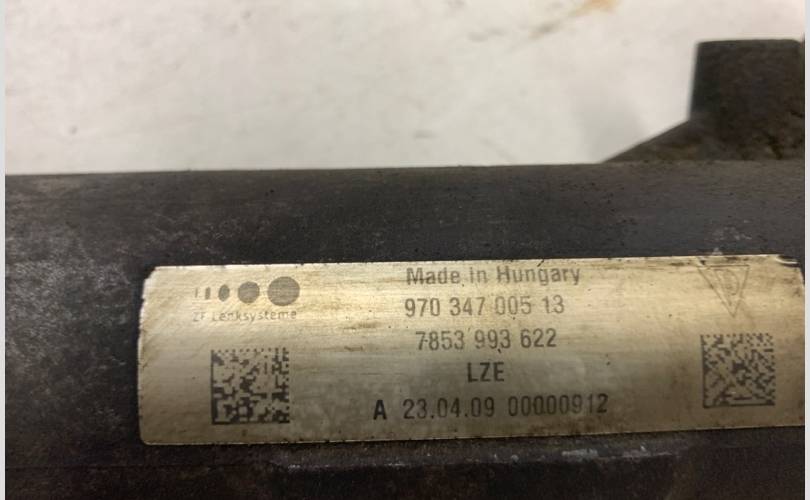 Made in Hungary
ZF Lenksysteme
970 347 005 13
7853 993 622
LZE
A 23.04.09 00000912